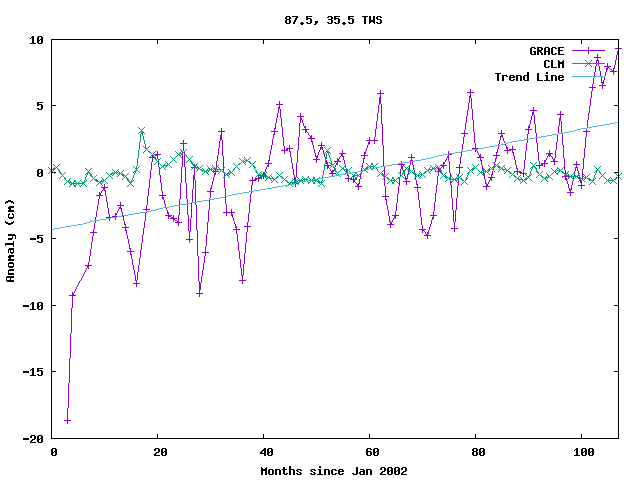 87.5, 35.5 TWS
GRACE
CLM
Trend Line
10
5
0
-5
-10
-15
-20
Anomaly (cm)
0 20 40 60 80 100
Months since Jan 2002